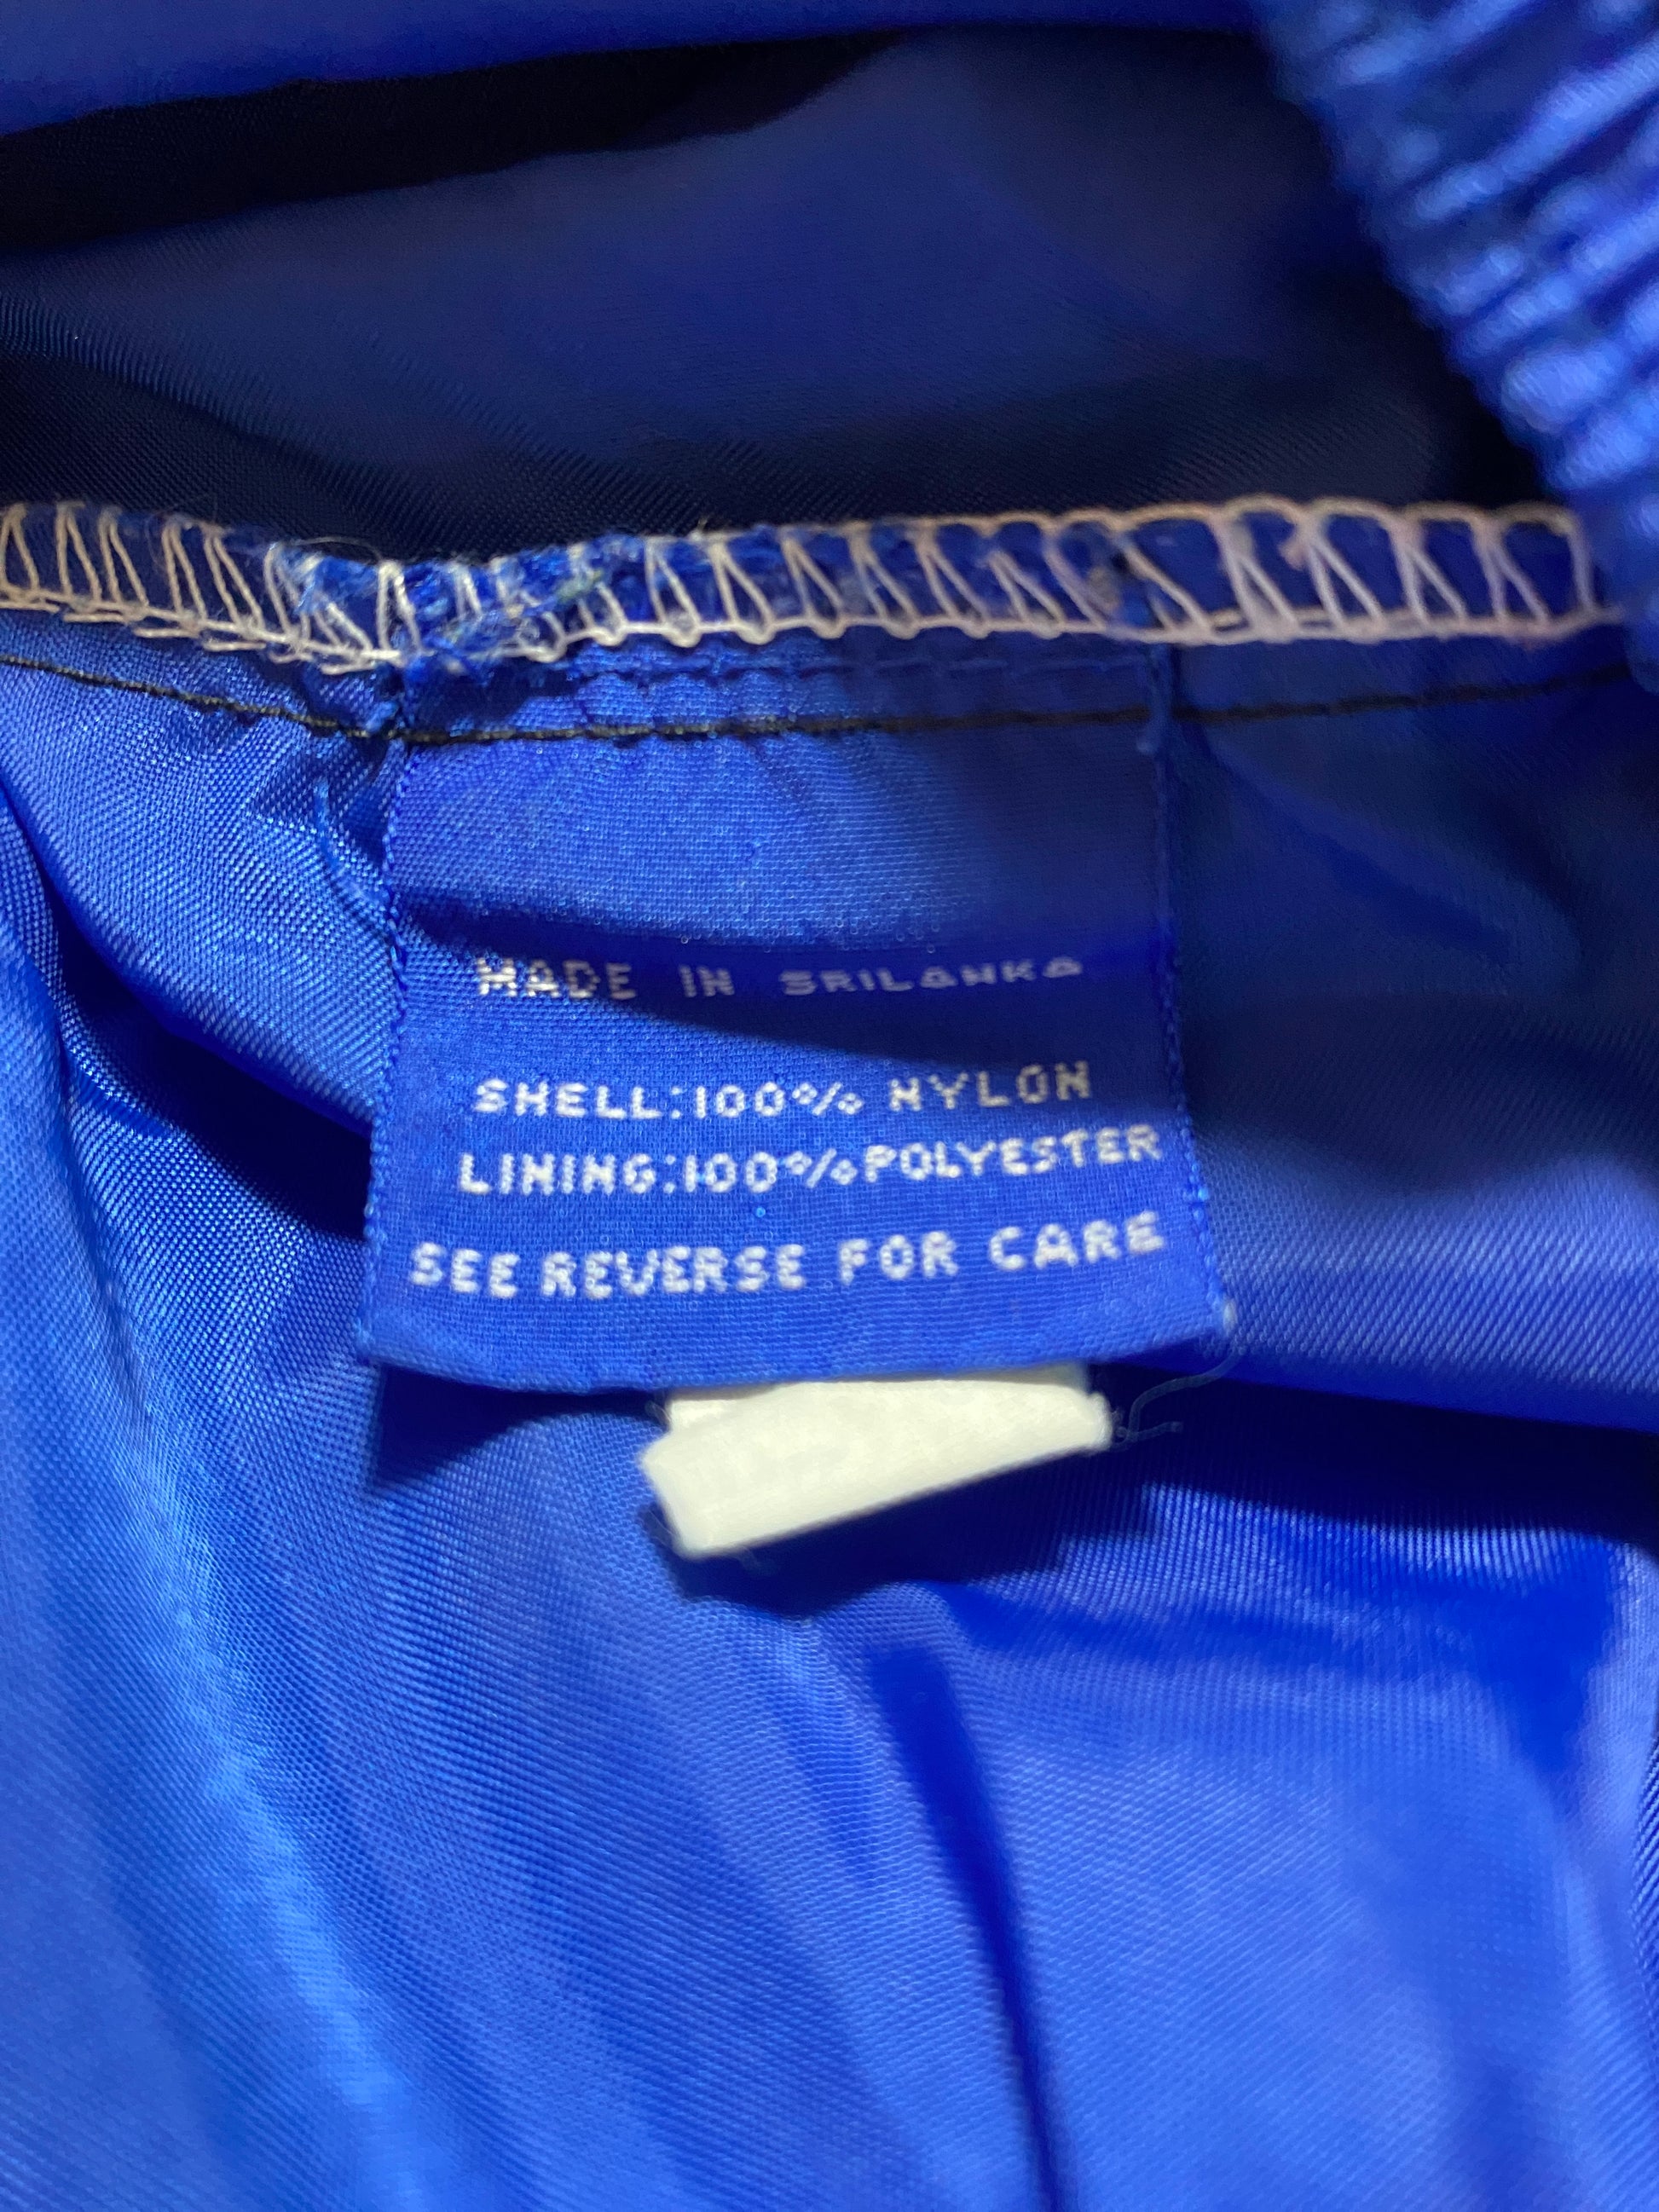 MADE IN SRILANKA
SHELL:100% NYLON
LINING:100%POLYESTER
SEE REVERSE FOR CARE